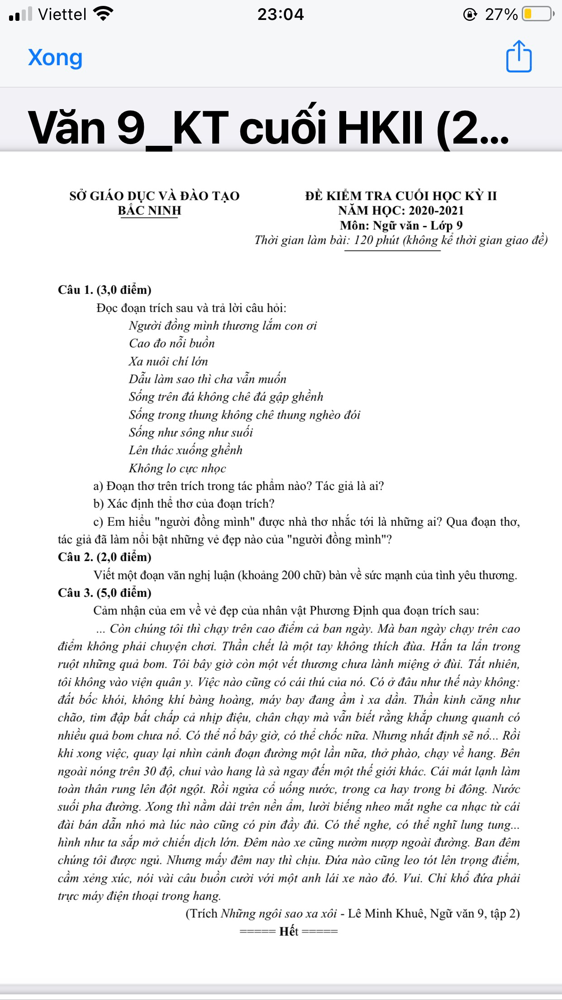 Viettel 23:04 27%
Xong
Văn 9_KT cuối HKII (2...
SỞ GIÁO DỤC VÀ ĐÀO TẠO
BẮC NINH
ĐỀ KIỂM TRA CUỐI HỌC KỲ II
NĂM HỌC: 2020-2021
Môn: Ngữ văn - Lớp 9
Thời gian làm bài: 120 phút (không kể thời gian giao đề)
Câu 1. (3,0 điểm)
Đọc đoạn trích sau và trả lời câu hỏi:
Người đồng mình thương lắm con ơi
Cao đo nỗi buồn
Xa nuôi chí lớn
Dẫu làm sao thì cha vẫn muốn
Sống trên đá không chê đá gập ghềnh
Sống trong thung không chê thung nghèo đói
Sống như sông như suối
Lên thác xuống ghềnh
Không lo cực nhọc
a) Đoạn thơ trên trích trong tác phẩm nào? Tác giả là ai?
b) Xác định thể thơ của đoạn trích?
c) Em hiểu "người đồng mình" được nhà thơ nhắc tới là những ai? Qua đoạn thơ,
tác giả đã làm nổi bật những vẻ đẹp nào của "người đồng mình"?
Câu 2. (2,0 điểm)
Viết một đoạn văn nghị luận (khoảng 200 chữ) bàn về sức mạnh của tình yêu thương.
Câu 3. (5,0 điểm)
Cảm nhận của em về vẻ đẹp của nhân vật Phương Định qua đoạn trích sau:
... Còn chúng tôi thì chạy trên cao điểm cả ban ngày. Mà ban ngày chạy trên cao
điểm không phải chuyện chơi. Thần chết là một tay không thích đùa. Hắn ta lẩn trong
ruột những quả bom. Tôi bây giờ còn một vết thương chưa lành miệng ở đùi. Tất nhiên,
tôi không vào viện quân y. Việc nào cũng có cái thú của nó. Có ở đâu như thế này không:
đất bốc khói, không khí bàng hoàng, máy bay đang ầm ì xa dần. Thần kinh căng như
chão, tim đập bất chấp cả nhịp điệu, chân chạy mà vẫn biết rằng khắp chung quanh có
nhiều quả bom chưa nổ. Có thể nổ bây giờ, có thể chốc nữa. Nhưng nhất định sẽ nổ... Rồi
khi xong việc, quay lại nhìn cảnh đoạn đường một lần nữa, thở phào, chạy về hang. Bên
ngoài nóng trên 30 độ, chui vào hang là sà ngay đến một thế giới khác. Cái mát lạnh làm
toàn thân rung lên đột ngột. Rồi ngửa cổ uống nước, trong ca hay trong bi đông. Nước
suối pha đường. Xong thì nằm dài trên nền ẩm, lười biếng nheo mắt nghe ca nhạc từ cái
đài bán dẫn nhỏ mà lúc nào cũng có pin đầy đủ. Có thể nghe, có thể nghĩ lung tung...
hình như ta sắp mở chiến dịch lớn. Đêm nào xe cũng nườm nượp ngoài đường. Ban đêm
chúng tôi được ngủ. Nhưng mấy đêm nay thì chịu. Đứa nào cũng leo tót lên trọng điểm,
cầm xẻng xúc, nói vài câu buồn cười với một anh lái xe nào đó. Vui. Chỉ khổ đứa phải
trực máy điện thoại trong hang.
(Trích Những ngôi sao xa xôi - Lê Minh Khuê, Ngữ văn 9, tập 2)
===== Hết =====